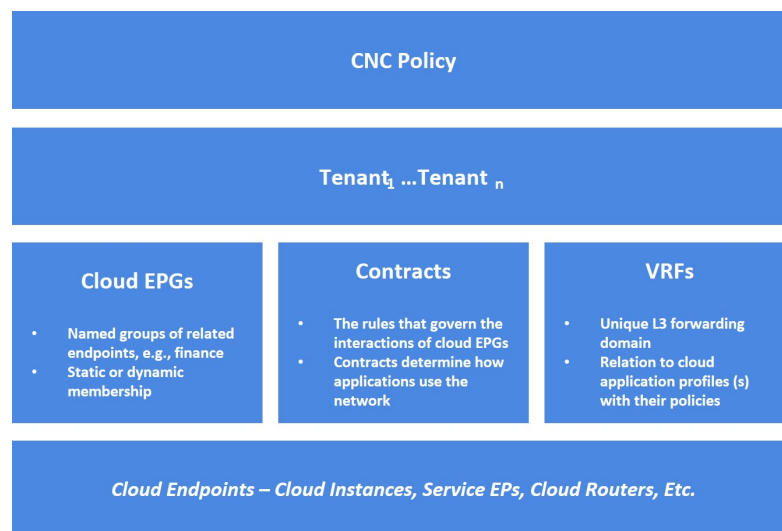 CNC Policy
Tenant1 ...Tenant n
Cloud EPGs
• Named groups of related
endpoints, e.g., finance
• Static or dynamic
membership
Contracts
• The rules that govern the
interactions of cloud EPGs
• Contracts determine how
applications use the
network
VRFs
• Unique L3 forwarding
domain
• Relation to cloud
application profiles (s)
with their policies
Cloud Endpoints – Cloud Instances, Service EPs, Cloud Routers, Etc.